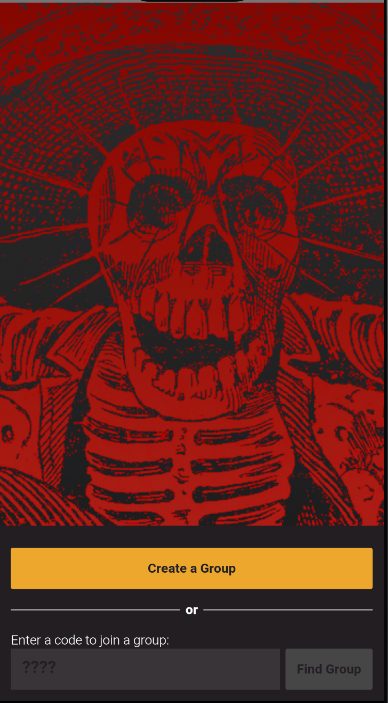 Create a Group
or
Enter a code to join a group:
????
Find Group